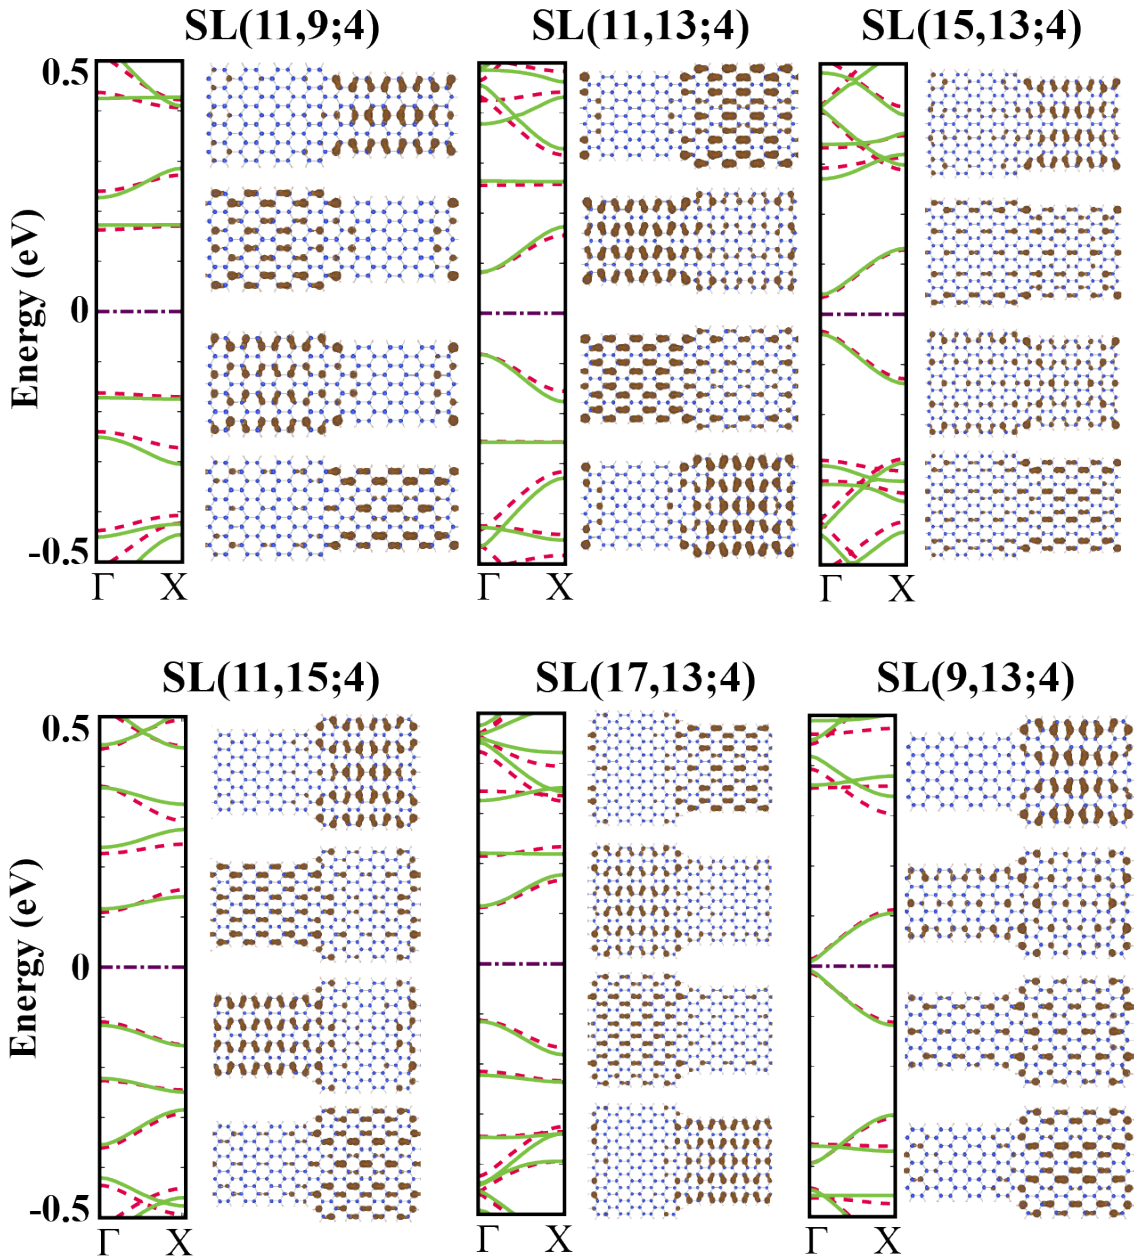 SL(11,9;4)
SL(11,13;4)
SL(15,13;4)
0.5
0
-0.5
Energy (eV)
Γ X
Γ X
Γ X
SL(11,15;4)
SL(17,13;4)
SL(9,13;4)
0.5
0
-0.5
Energy (eV)
Γ X
Γ X
Γ X